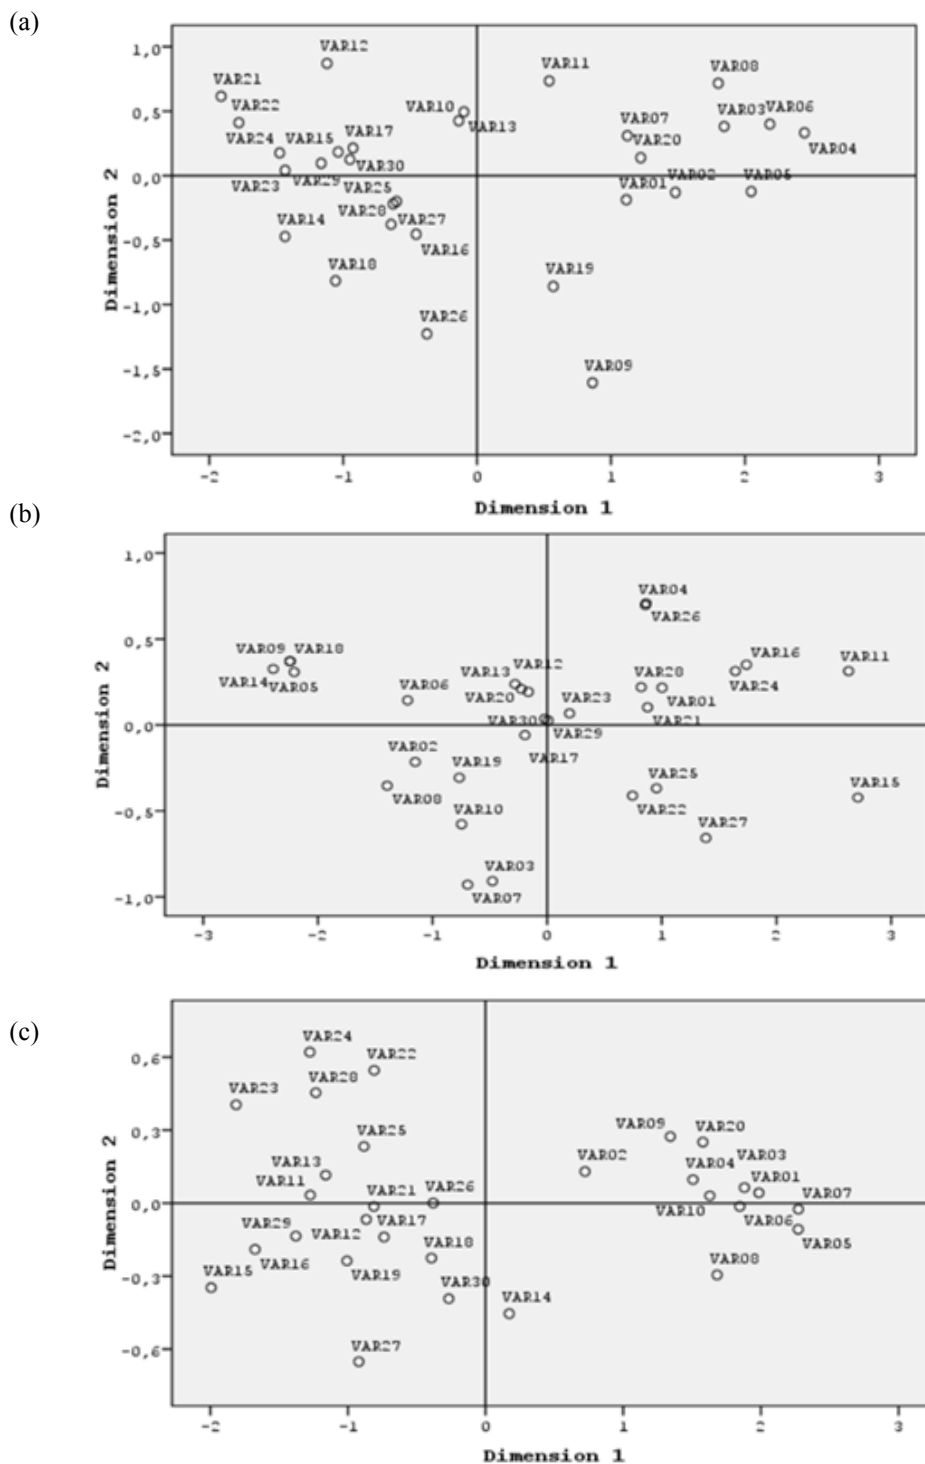 (a)
1,0
VAR12
VAR11
VAR08
VAR21
0,5
VAR22
VAR10
VAR13
VAR07
VAR03
VAR06
VAR04
VAR24
VAR15
VAR17
VAR20
VAR30
0,0
VAR23
VAR29
VAR25
VAR01
VAR02
VAR05
VAR14
VAR28
VAR27
-0,5
VAR16
VAR18
VAR19
-1,0
VAR26
-1,5
VAR09
-2,0
Dimension 2
-2
-1
0
1
2
3
Dimension 1
(b)
1,0
VAR04
VAR26
0,5
VAR09
VAR18
VAR14
VAR05
VAR06
VAR13
VAR12
VAR20
VAR23
VAR28
VAR01
VAR16
VAR24
VAR11
0,0
VAR30
VAR29
VAR21
VAR17
VAR02
VAR19
VAR25
VAR15
-0,5
VAR08
VAR10
VAR22
VAR27
VAR03
-1,0
VAR07
Dimension 2
-3
-2
-1
0
1
2
3
Dimension 1
(c)
VAR24
0,6
VAR22
VAR23
VAR28
0,3
VAR25
VAR09
VAR20
VAR13
VAR02
VAR04
VAR03
VAR11
VAR21
VAR26
VAR01
VAR07
0,0
VAR29
VAR12
VAR17
VAR10
VAR06
VAR15
VAR16
VAR19
VAR18
VAR08
VAR05
-0,3
VAR30
VAR14
-0,6
VAR27
Dimension 2
-2
-1
0
1
2
3
Dimension 1